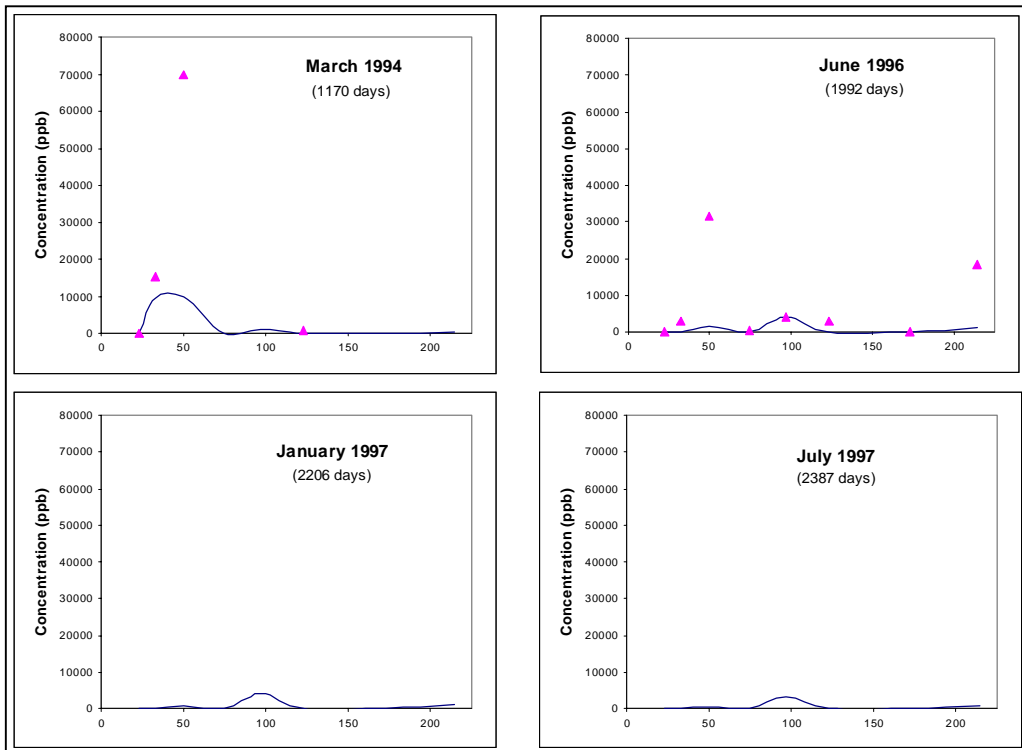 March 1994
(1170 days)
Concentration (ppb)
80000
70000
60000
50000
40000
30000
20000
10000
0
0 50 100 150 200
June 1996
(1992 days)
Concentration (ppb)
80000
70000
60000
50000
40000
30000
20000
10000
0
0 50 100 150 200
January 1997
(2206 days)
Concentration (ppb)
80000
70000
60000
50000
40000
30000
20000
10000
0
0 50 100 150 200
July 1997
(2387 days)
Concentration (ppb)
80000
70000
60000
50000
40000
30000
20000
10000
0
0 50 100 150 200